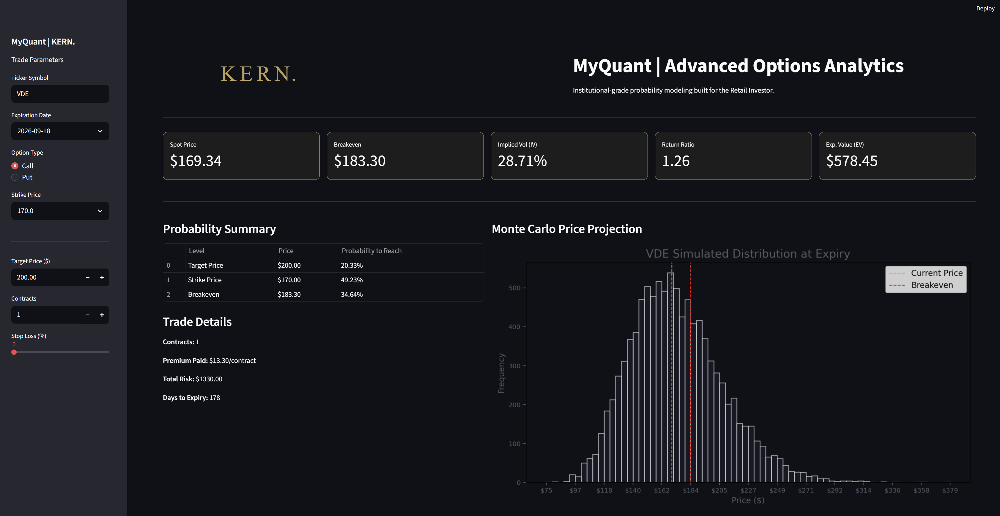 Deploy
MyQuant | KERN.
Trade Parameters
Ticker Symbol
VDE
Expiration Date
2026-09-18
Option Type
Call
Put
Strike Price
170.0
Target Price ($)
200.00
Contracts
1
Stop Loss (%)
0
KERN.
MyQuant | Advanced Options Analytics
Institutional-grade probability modeling built for the Retail Investor.
Spot Price
$169.34
Breakeven
$183.30
Implied Vol (IV)
28.71%
Return Ratio
1.26
Exp. Value (EV)
$578.45
Probability Summary
Level Price Probability to Reach
0 Target Price $200.00 20.33%
1 Strike Price $170.00 49.23%
2 Breakeven $183.30 34.64%
Trade Details
Contracts: 1
Premium Paid: $13.30/contract
Total Risk: $1330.00
Days to Expiry: 178
Monte Carlo Price Projection
VDE Simulated Distribution at Expiry
Current Price
Breakeven
Frequency
500
400
300
200
100
0
$75 $97 $118 $140 $162 $184 $205 $227 $249 $271 $292 $314 $336 $358 $379
Price ($)